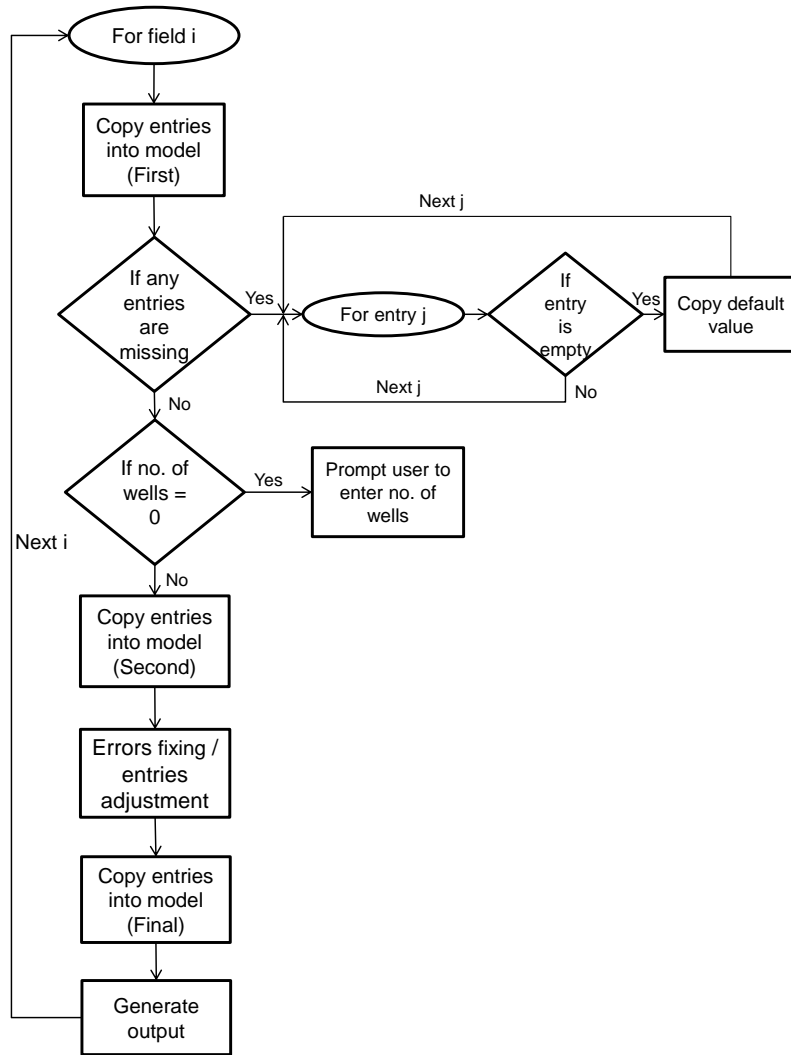 For field i
Copy entries
into model
(First)
Next j
If any
entries
are
missing
Yes
For entry j
If
entry
is
empty
Yes
Copy default
value
Next j
No
No
If no. of
wells =
0
Yes
Prompt user to
enter no. of
wells
Next i
No
Copy entries
into model
(Second)
Errors fixing /
entries
adjustment
Copy entries
into model
(Final)
Generate
output